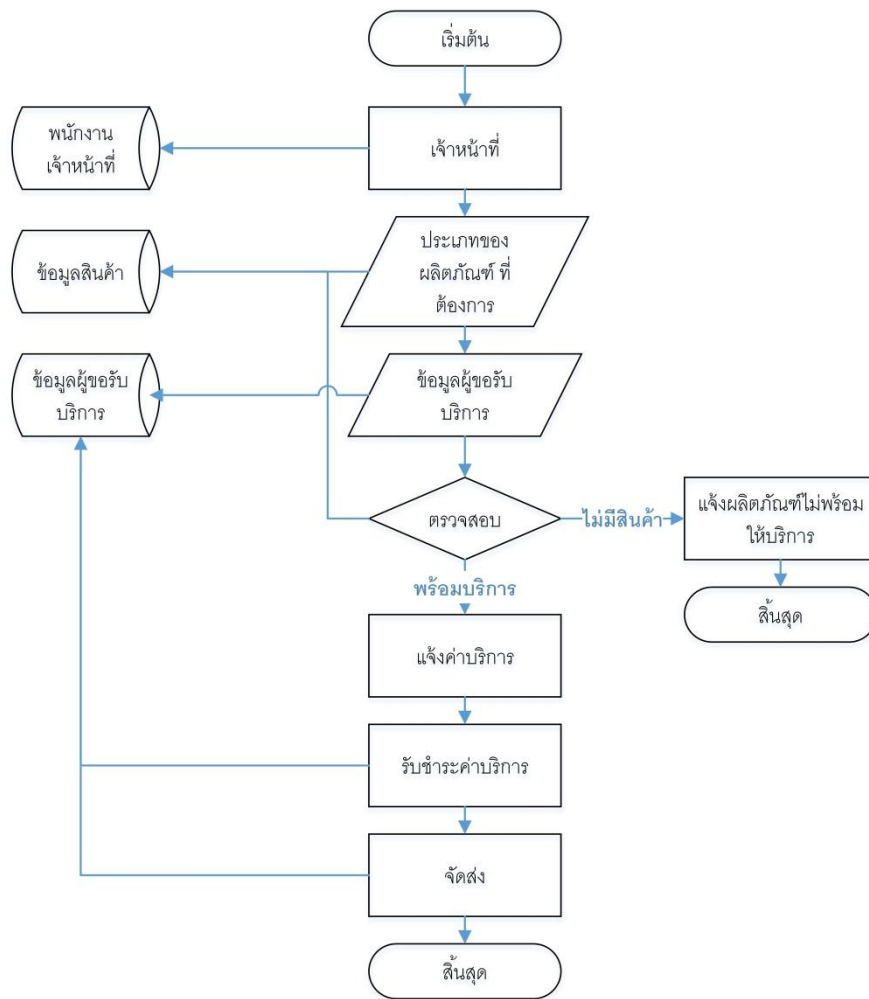 เริ่มต้น
พนักงาน
เจ้าหน้าที่
เจ้าหน้าที่
ประเภทของ
ผลิตภัณฑ์ ที่
ต้องการ
ข้อมูลสินค้า
ข้อมูลผู้ขอรับ
บริการ
ข้อมูลผู้ขอรับ
บริการ
ตรวจสอบ
ไม่มีสินค้า
แจ้งผลิตภัณฑ์ไม่พร้อม
ให้บริการ
พร้อมบริการ
สิ้นสุด
แจ้งค่าบริการ
รับชำระค่าบริการ
จัดส่ง
สิ้นสุด